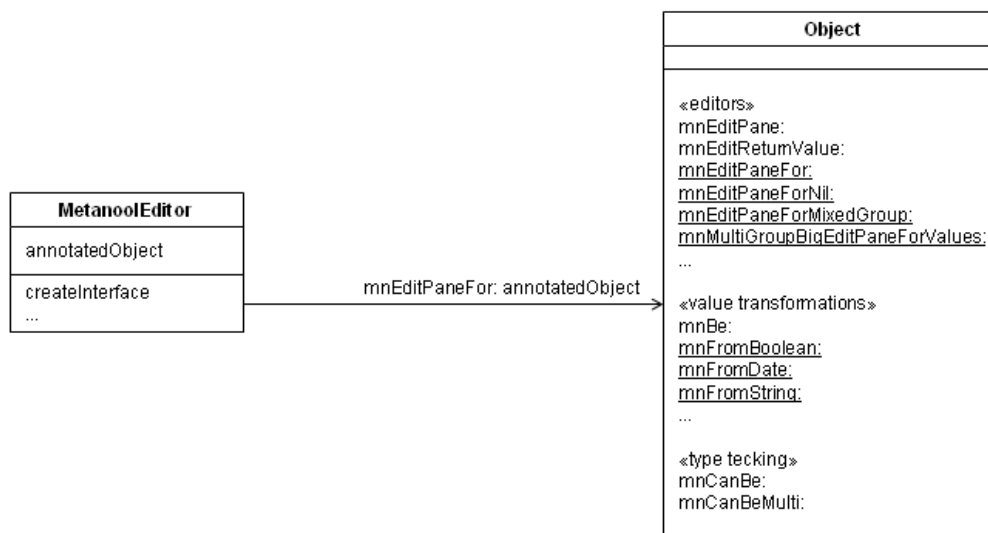 Object
«editors»
mnEditPane:
mnEditReturnValue:
mnEditPaneFor:
mnEditPaneForNil:
mnEditPaneForMixedGroup:
mnMultiGroupBigEditPaneForValues:
...
«value transformations»
mnBe:
mnFromBoolean:
mnFromDate:
mnFromString:
...
«type tecking»
mnCanBe:
mnCanBeMulti:
MetanoolEditor
annotatedObject
createInterface
...
mnEditPaneFor: annotatedObject